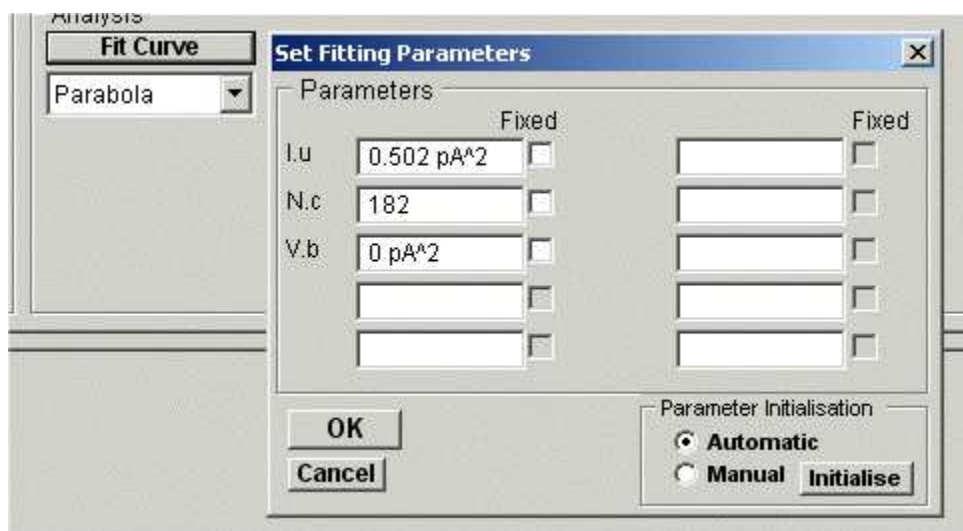 Analysis
Fit Curve
Parabola
Set Fitting Parameters
Parameters
Fixed Fixed
I.u 0.502 pA^2
N.c 182
V.b 0 pA^2
OK
Cancel
Parameter Initialisation
Automatic
Manual Initialise